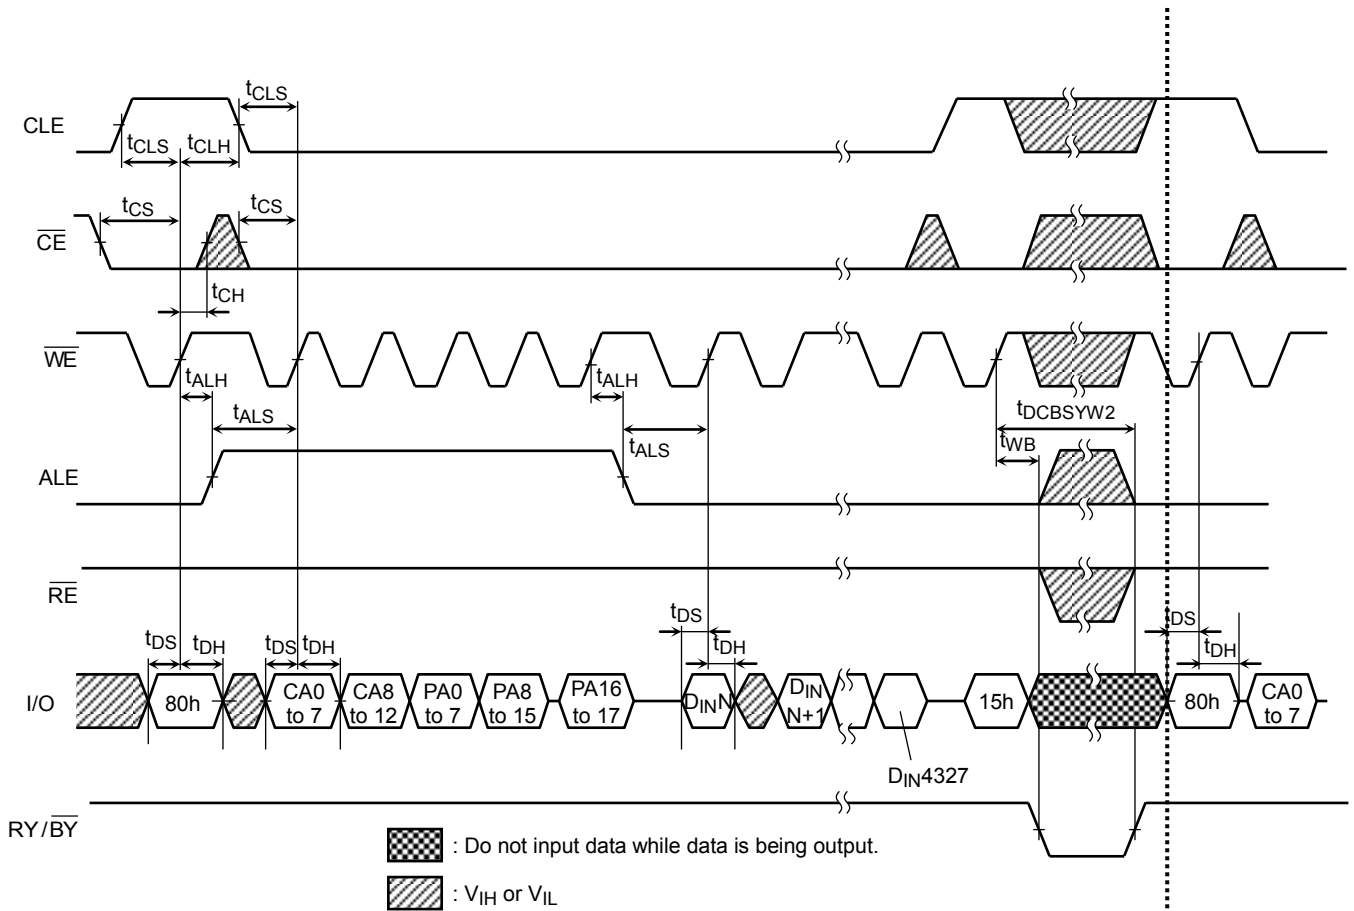 tCLS
CLE
tCLS tCLH
tCS tCS
CE
tCH
WE
tALH tALH
tALS tDCBSYW2
tALS tWB
ALE
RE
tDS tDS
tDS tDH tDS tDH tDH tDH
I/O 80h CA0 to 7 CA8 to 12 PA0 to 7 PA8 to 15 PA16 to 17 DINN DIN N+1 15h 80h CA0 to 7
DIN4327
RY/BY
: Do not input data while data is being output.
: VIH or VIL